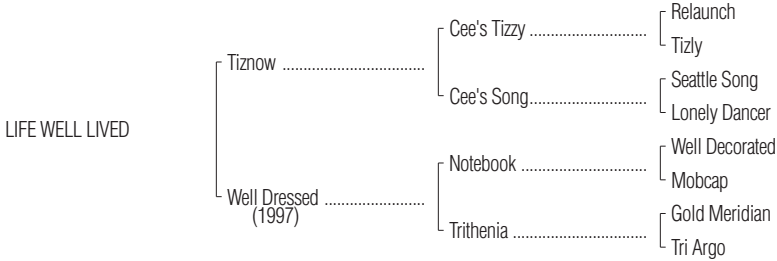 Relaunch
Cee's Tizzy ..............................
Tizly
Tiznow .....................................
Seattle Song
Cee's Song..............................
Lonely Dancer
LIFE WELL LIVED
Well Decorated
Notebook .................................
Mobcap
Well Dressed ..........................
(1997)
Gold Meridian
Trithenia ...................................
Tri Argo